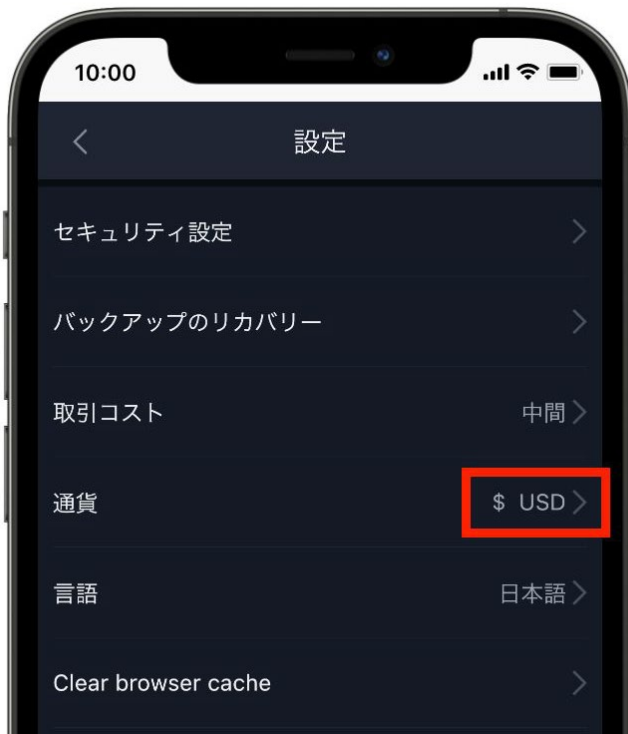 10:00
設定
セキュリティ設定
バックアップのリカバリー
取引コスト 中間
通貨 $ USD
言語 日本語
Clear browser cache